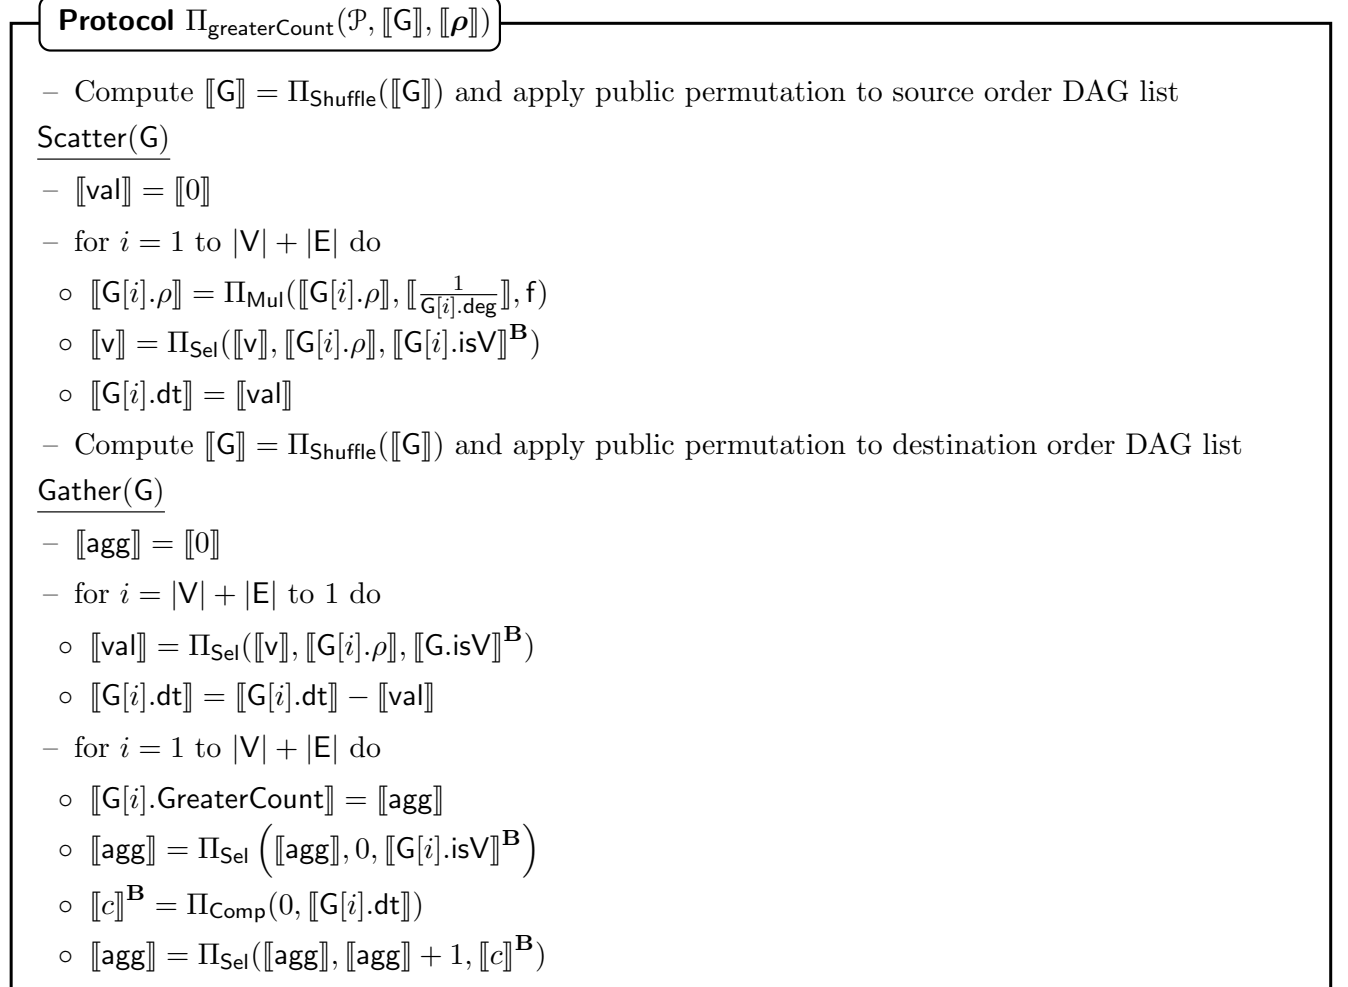 Protocol Π_greaterCount(𝒫, ⟦G⟧, ⟦𝝆⟧)
– Compute ⟦G⟧ = Π_Shuffle(⟦G⟧) and apply public permutation to source order DAG list
Scatter(G)
– ⟦val⟧ = ⟦0⟧
– for i = 1 to |V| + |E| do
∘ ⟦G[i].ρ⟧ = Π_Mul(⟦G[i].ρ⟧, ⟦1/G[i].deg⟧, f)
∘ ⟦v⟧ = Π_Sel(⟦v⟧, ⟦G[i].ρ⟧, ⟦G[i].isV⟧^𝐁)
∘ ⟦G[i].dt⟧ = ⟦val⟧
– Compute ⟦G⟧ = Π_Shuffle(⟦G⟧) and apply public permutation to destination order DAG list
Gather(G)
– ⟦agg⟧ = ⟦0⟧
– for i = |V| + |E| to 1 do
∘ ⟦val⟧ = Π_Sel(⟦v⟧, ⟦G[i].ρ⟧, ⟦G.isV⟧^𝐁)
∘ ⟦G[i].dt⟧ = ⟦G[i].dt⟧ − ⟦val⟧
– for i = 1 to |V| + |E| do
∘ ⟦G[i].GreaterCount⟧ = ⟦agg⟧
∘ ⟦agg⟧ = Π_Sel(⟦agg⟧, 0, ⟦G[i].isV⟧^𝐁)
∘ ⟦c⟧^𝐁 = Π_Comp(0, ⟦G[i].dt⟧)
∘ ⟦agg⟧ = Π_Sel(⟦agg⟧, ⟦agg⟧ + 1, ⟦c⟧^𝐁)